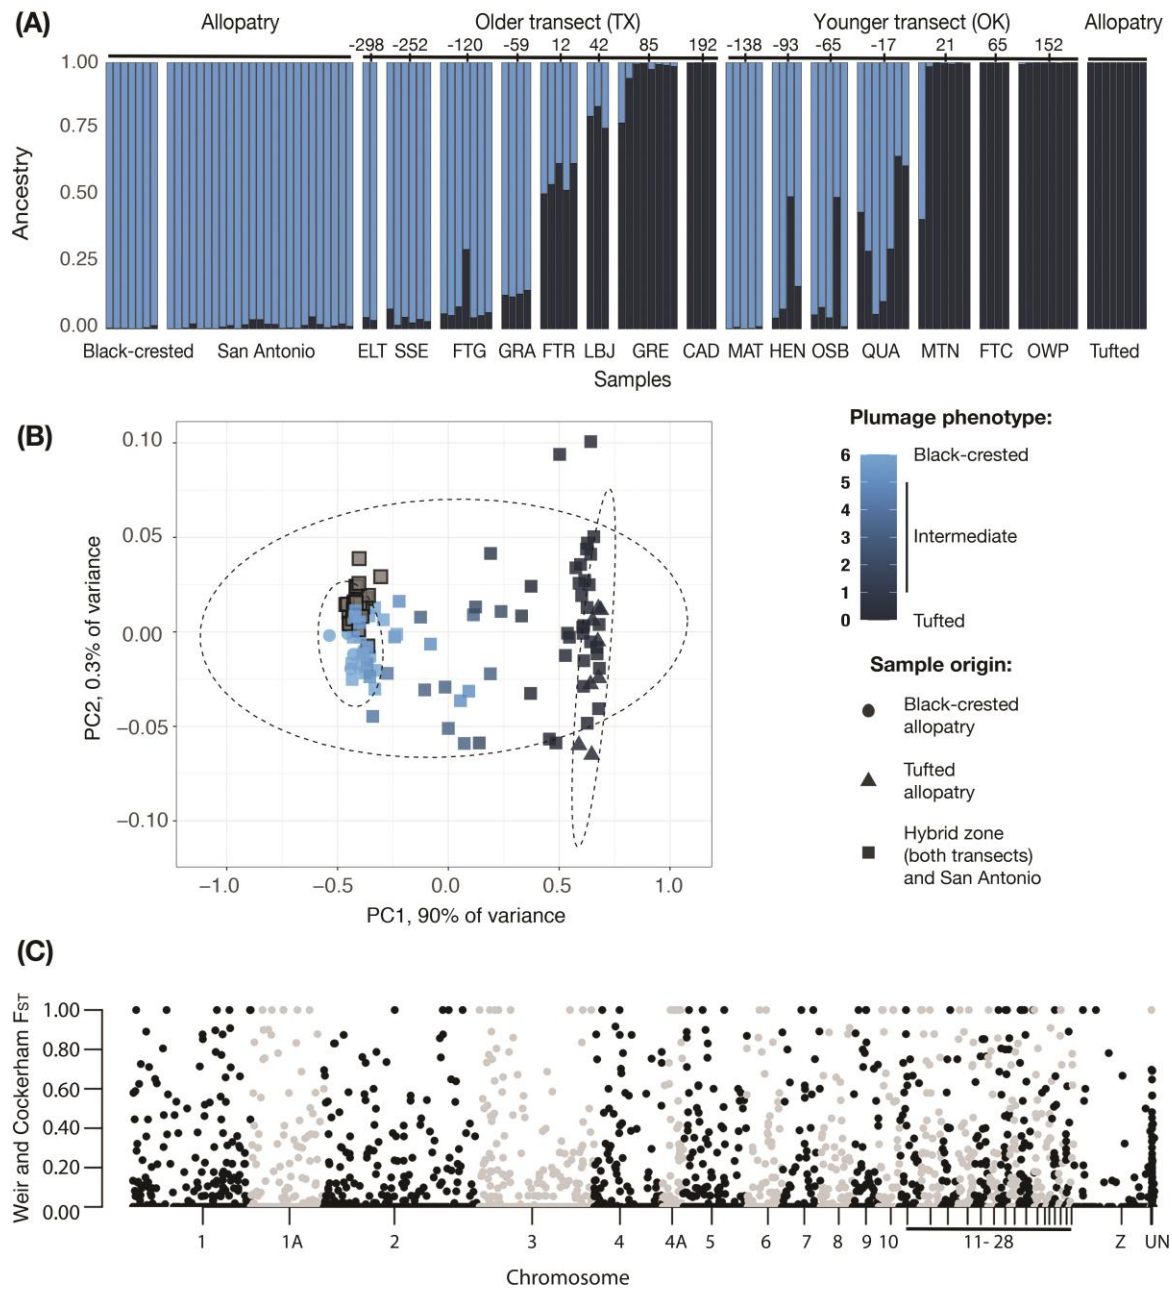 (A)
Allopatry Older transect (TX) Younger transect (OK) Allopatry
-298 -252 -120 -59 12 42 85 192 -138 -93 -65 -17 21 65 152
1.00
0.75
0.50
0.25
0.00
Ancestry
Black-crested San Antonio ELT SSE FTG GRA FTR LBJ GRE CAD MAT HEN OSB QUA MTN FTC OWP Tufted
Samples
(B)
0.10
0.05
0.00
−0.05
−0.10
PC2, 0.3% of variance
−1.0 −0.5 0.0 0.5 1.0
PC1, 90% of variance
Plumage phenotype:
6 Black-crested
5
4
3 Intermediate
2
1
0 Tufted
Sample origin:
Black-crested
allopatry
Tufted
allopatry
Hybrid zone
(both transects)
and San Antonio
(C)
Weir and Cockerham FST
1.00
0.80
0.60
0.40
0.20
0.00
1 1A 2 3 4 4A 5 6 7 8 9 10 11- 28 Z UN
Chromosome